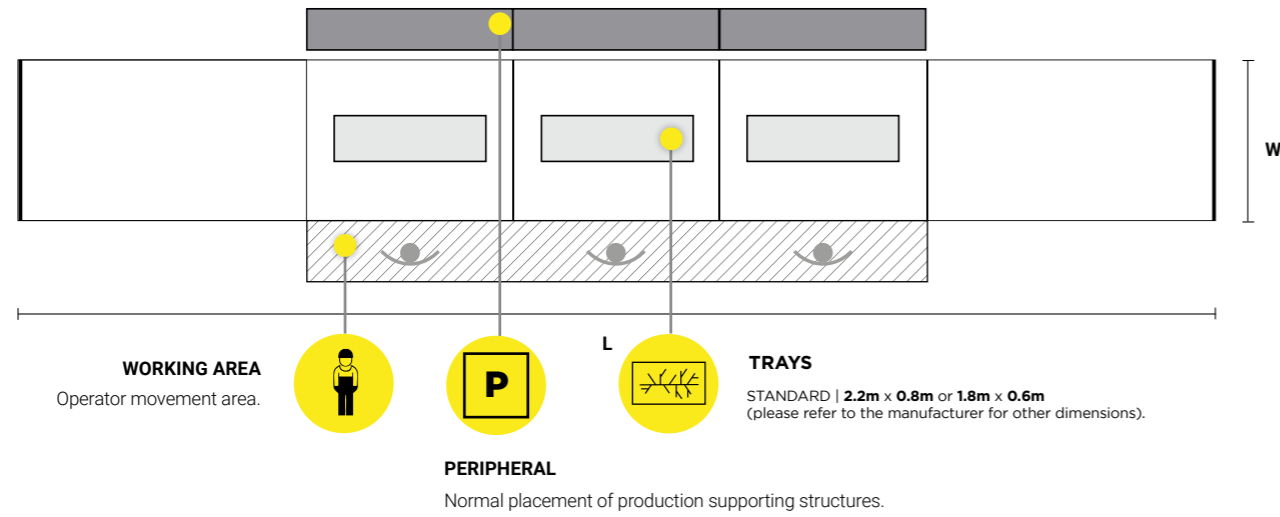 W
L
WORKING AREA
Operator movement area.
P
TRAYS
STANDARD | 2.2m x 0.8m or 1.8m x 0.6m
(please refer to the manufacturer for other dimensions).
PERIPHERAL
Normal placement of production supporting structures.